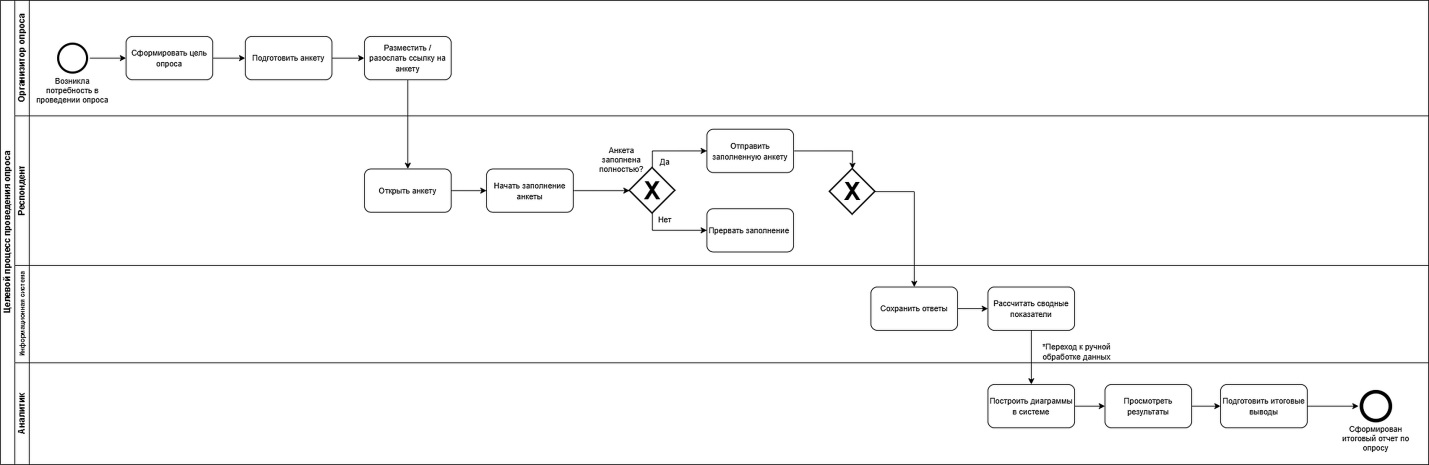 Целевой процесс проведения опроса
Организатор опроса
Возникла
потребность в
проведении опроса
Сформировать цель
опроса
Подготовить анкету
Разместить /
разослать ссылку на
анкету
Респондент
Открыть анкету
Начать заполнение
анкеты
Анкета
заполнена
полностью?
X
Да
Нет
Отправить
заполненную анкету
Прервать заполнение
X
Информационная система
Сохранить ответы
Рассчитать сводные
показатели
*Переход к ручной
обработке данных
Аналитик
Построить диаграммы
в системе
Просмотреть
результаты
Подготовить итоговые
выводы
Сформирован
итоговый отчет по
опросу